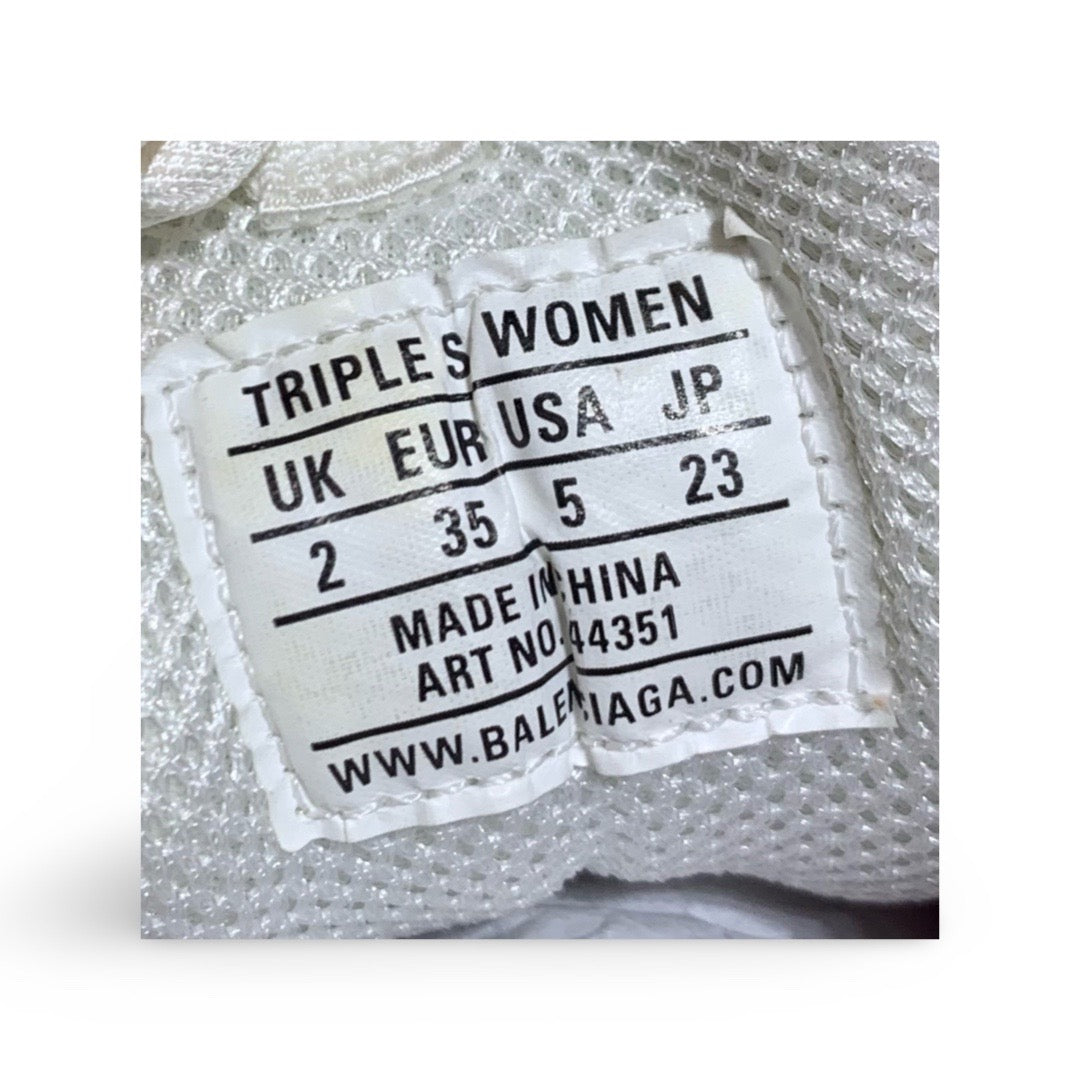 TRIPLE S WOMEN
UK EUR USA JP
2 35 5 23
MADE IN CHINA
ART NO.44351
WWW.BALENCIAGA.COM